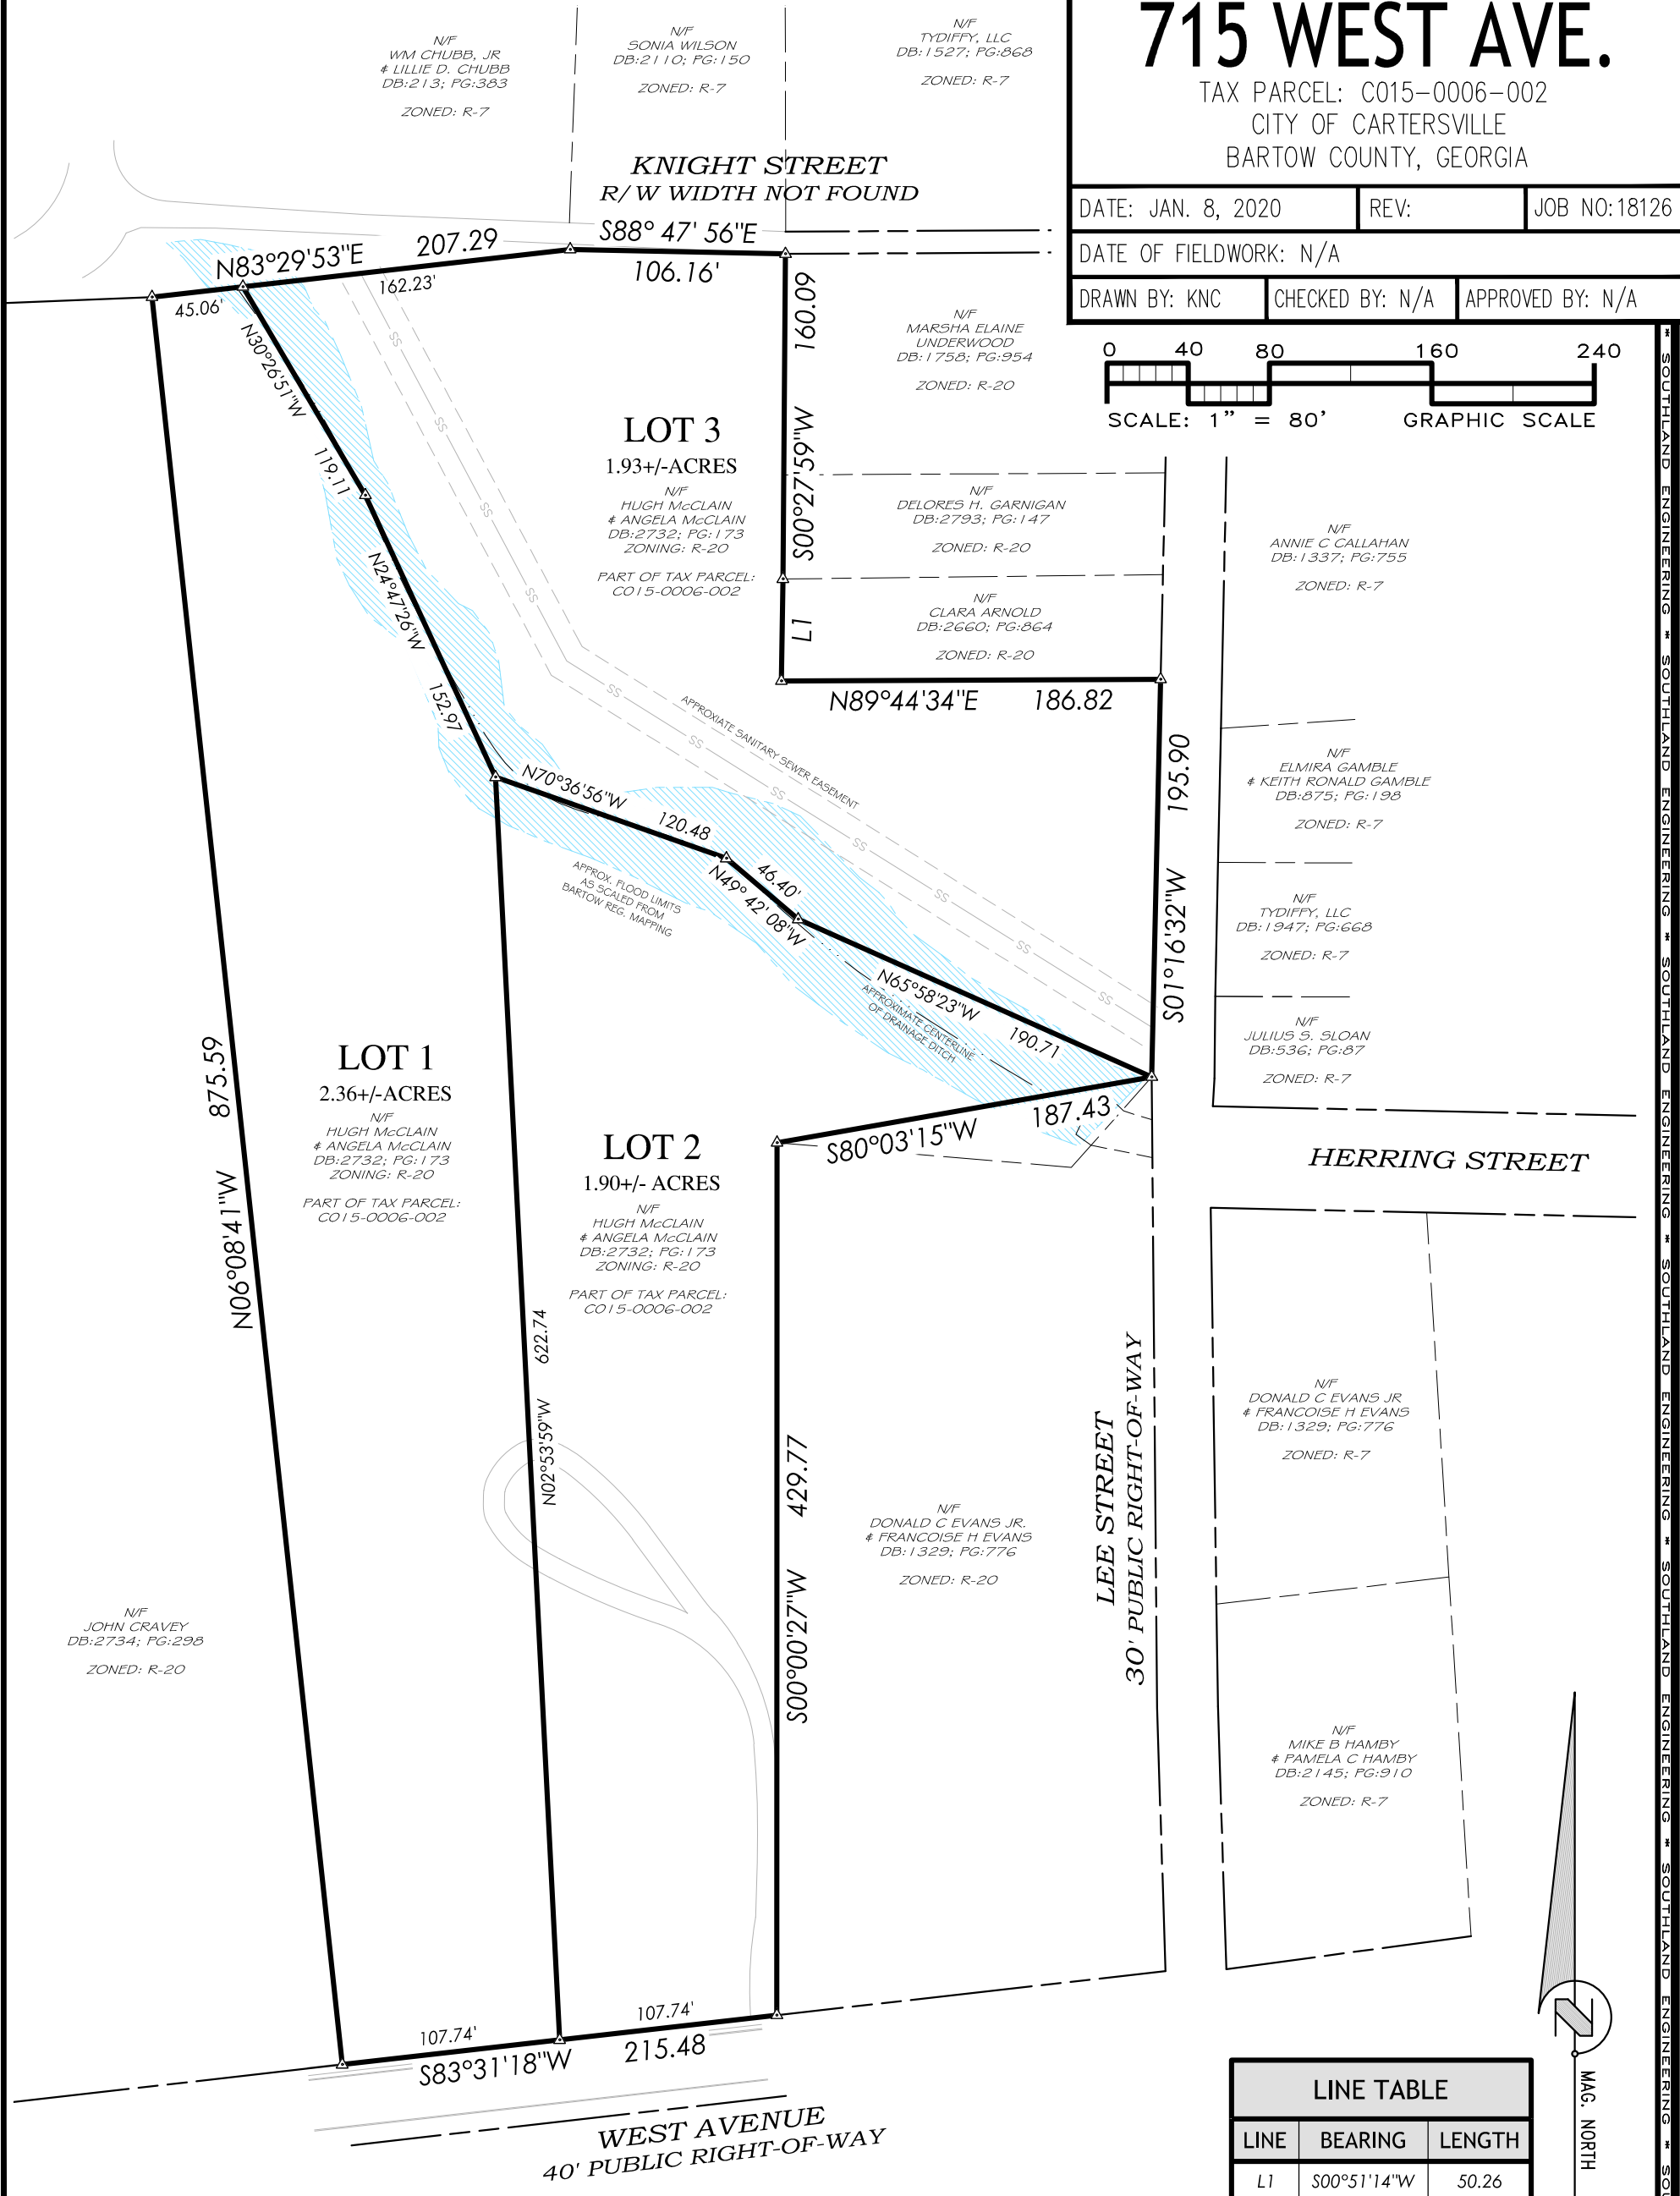 715 WEST AVE.
TAX PARCEL: C015-0006-002
CITY OF CARTERSVILLE
BARTOW COUNTY, GEORGIA
DATE: JAN. 8, 2020
REV:
JOB NO:18126
DATE OF FIELDWORK: N/A
DRAWN BY: KNC
CHECKED BY: N/A
APPROVED BY: N/A
0 40 80 160 240
SCALE: 1" = 80' GRAPHIC SCALE
N/F
WM CHUBB, JR
& LILLIE D. CHUBB
DB:213; PG:383
ZONED: R-7
N/F
SONIA WILSON
DB:2110; PG:150
ZONED: R-7
N/F
TYDIFFY, LLC
DB:1527; PG:868
ZONED: R-7
KNIGHT STREET
R/W WIDTH NOT FOUND
N83°29'53"E 207.29
S88° 47' 56"E
106.16'
45.06'
162.23'
N30°26'51"W 119.11
N24°47'26"W 152.97
SS
SS
SS
SS
SS
SS
SS
SS
SS
SS
SS
160.09
S00°27'59"W
L1
LOT 3
1.93+/-ACRES
N/F
HUGH McCLAIN
& ANGELA McCLAIN
DB:2732; PG:173
ZONING: R-20
PART OF TAX PARCEL:
C015-0006-002
N/F
MARSHA ELAINE
UNDERWOOD
DB:1758; PG:954
ZONED: R-20
N/F
DELORES H. GARNIGAN
DB:2793; PG:147
ZONED: R-20
N/F
CLARA ARNOLD
DB:2660; PG:864
ZONED: R-20
N89°44'34"E 186.82
N/F
ANNIE C CALLAHAN
DB:1337; PG:755
ZONED: R-7
N/F
ELMIRA GAMBLE
& KEITH RONALD GAMBLE
DB:875; PG:198
ZONED: R-7
N/F
TYDIFFY, LLC
DB:1947; PG:668
ZONED: R-7
N/F
JULIUS S. SLOAN
DB:536; PG:87
ZONED: R-7
APPROXIATE SANITARY SEWER EASEMENT
195.90
S01°16'32"W
N70°36'56"W 120.48
46.40'
N49° 42' 08"W
APPROX. FLOOD LIMITS
AS SCALED FROM
BARTOW REG. MAPPING
N65°58'23"W 190.71
APPROXIMATE CENTERLINE
OF DRAINAGE DITCH
S80°03'15"W 187.43
HERRING STREET
LOT 1
2.36+/-ACRES
N/F
HUGH McCLAIN
& ANGELA McCLAIN
DB:2732; PG:173
ZONING: R-20
PART OF TAX PARCEL:
C015-0006-002
LOT 2
1.90+/- ACRES
N/F
HUGH McCLAIN
& ANGELA McCLAIN
DB:2732; PG:173
ZONING: R-20
PART OF TAX PARCEL:
C015-0006-002
N06°08'41"W 875.59
N02°53'59"W 622.74
S00°00'27"W 429.77
N/F
DONALD C EVANS JR.
& FRANCOISE H EVANS
DB:1329; PG:776
ZONED: R-20
LEE STREET
30' PUBLIC RIGHT-OF-WAY
N/F
DONALD C EVANS JR
& FRANCOISE H EVANS
DB:1329; PG:776
ZONED: R-7
N/F
JOHN CRAVEY
DB:2734; PG:298
ZONED: R-20
N/F
MIKE B HAMBY
& PAMELA C HAMBY
DB:2145; PG:910
ZONED: R-7
107.74'
107.74'
S83°31'18"W 215.48
WEST AVENUE
40' PUBLIC RIGHT-OF-WAY
N
MAG. NORTH
LINE TABLE
LINE BEARING LENGTH
L1 S00°51'14"W 50.26
* SOUTHLAND ENGINEERING * SOUTHLAND ENGINEERING * SOUTHLAND ENGINEERING * SOUTHLAND ENGINEERING * SOUTHLAND ENGINEERING * SOUTHLAND ENGINEERING * SOU